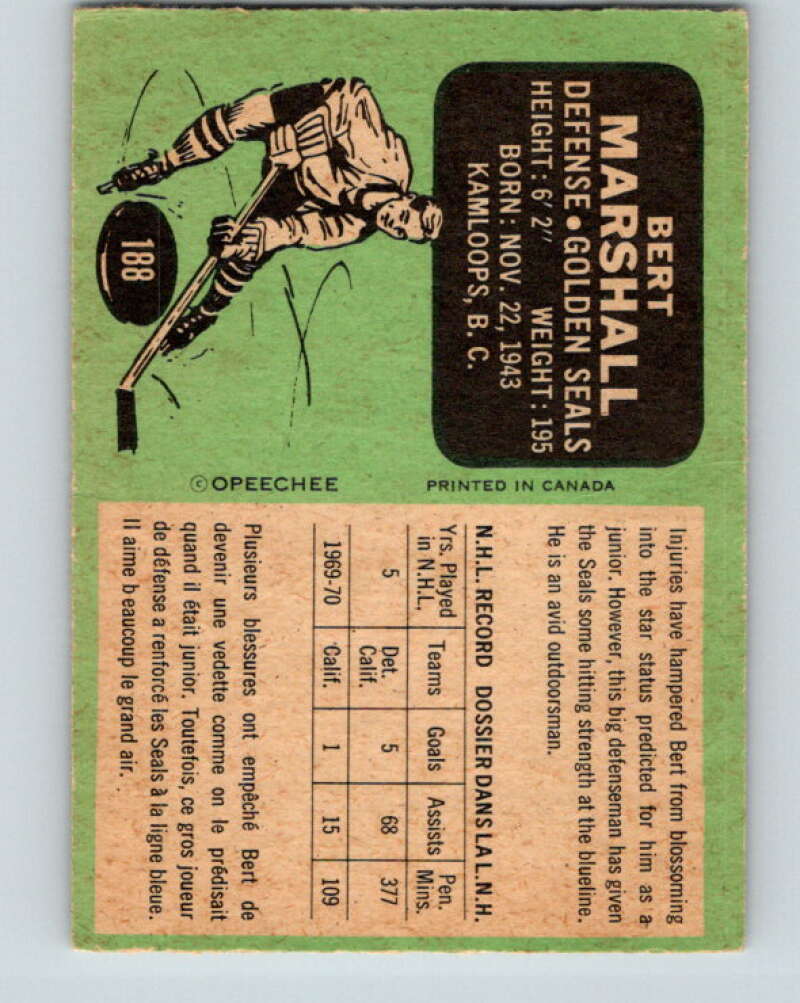 BERT
MARSHALL
DEFENSE • GOLDEN SEALS
HEIGHT: 6' 2" WEIGHT: 195
BORN: NOV. 22, 1943
KAMLOOPS, B. C.
188
© OPEECHEE PRINTED IN CANADA
Injuries have hampered Bert from blossoming
into the star status predicted for him as a
junior. However, this big defenseman has given
the Seals some hitting strength at the blueline.
He is an avid outdoorsman.
N.H.L. RECORD DOSSIER DANS LA L.N.H.
Yrs. Played in N.H.L. Teams Goals Assists Pen. Mins.
5 Det. Calif. 5 68 377
1969-70 Calif. 1 15 109
Plusieurs blessures ont empêché Bert de
devenir une vedette comme on le prédisait
quand il était junior. Toutefois, ce gros joueur
de défense a renforcé les Seals à la ligne bleue.
Il aime beaucoup le grand air.